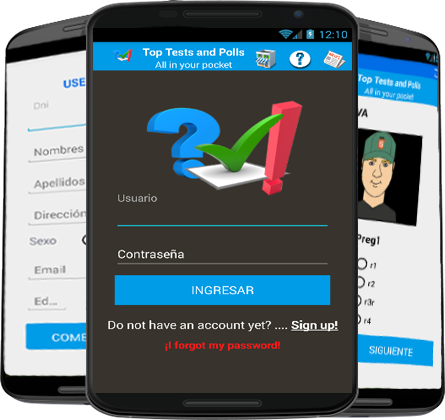 USE
Dni
Nombres
Apellidos
Dirección
Sexo
Email
Ed...
COME
12:10
Top Tests and Polls
All in your pocket
Usuario
Contraseña
INGRESAR
Do not have an account yet? .... Sign up!
¡I forgot my password!
Top Tests and Polls
All in your pocket
VA
Preg1
r1
r2
r3r
r4
SIGUIENTE